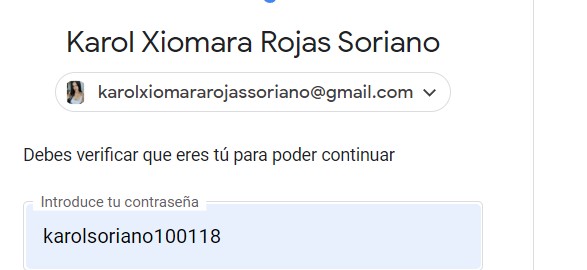 Karol Xiomara Rojas Soriano
karolxiomararojassoriano@gmail.com
Debes verificar que eres tú para poder continuar
Introduce tu contraseña
karolsoriano100118